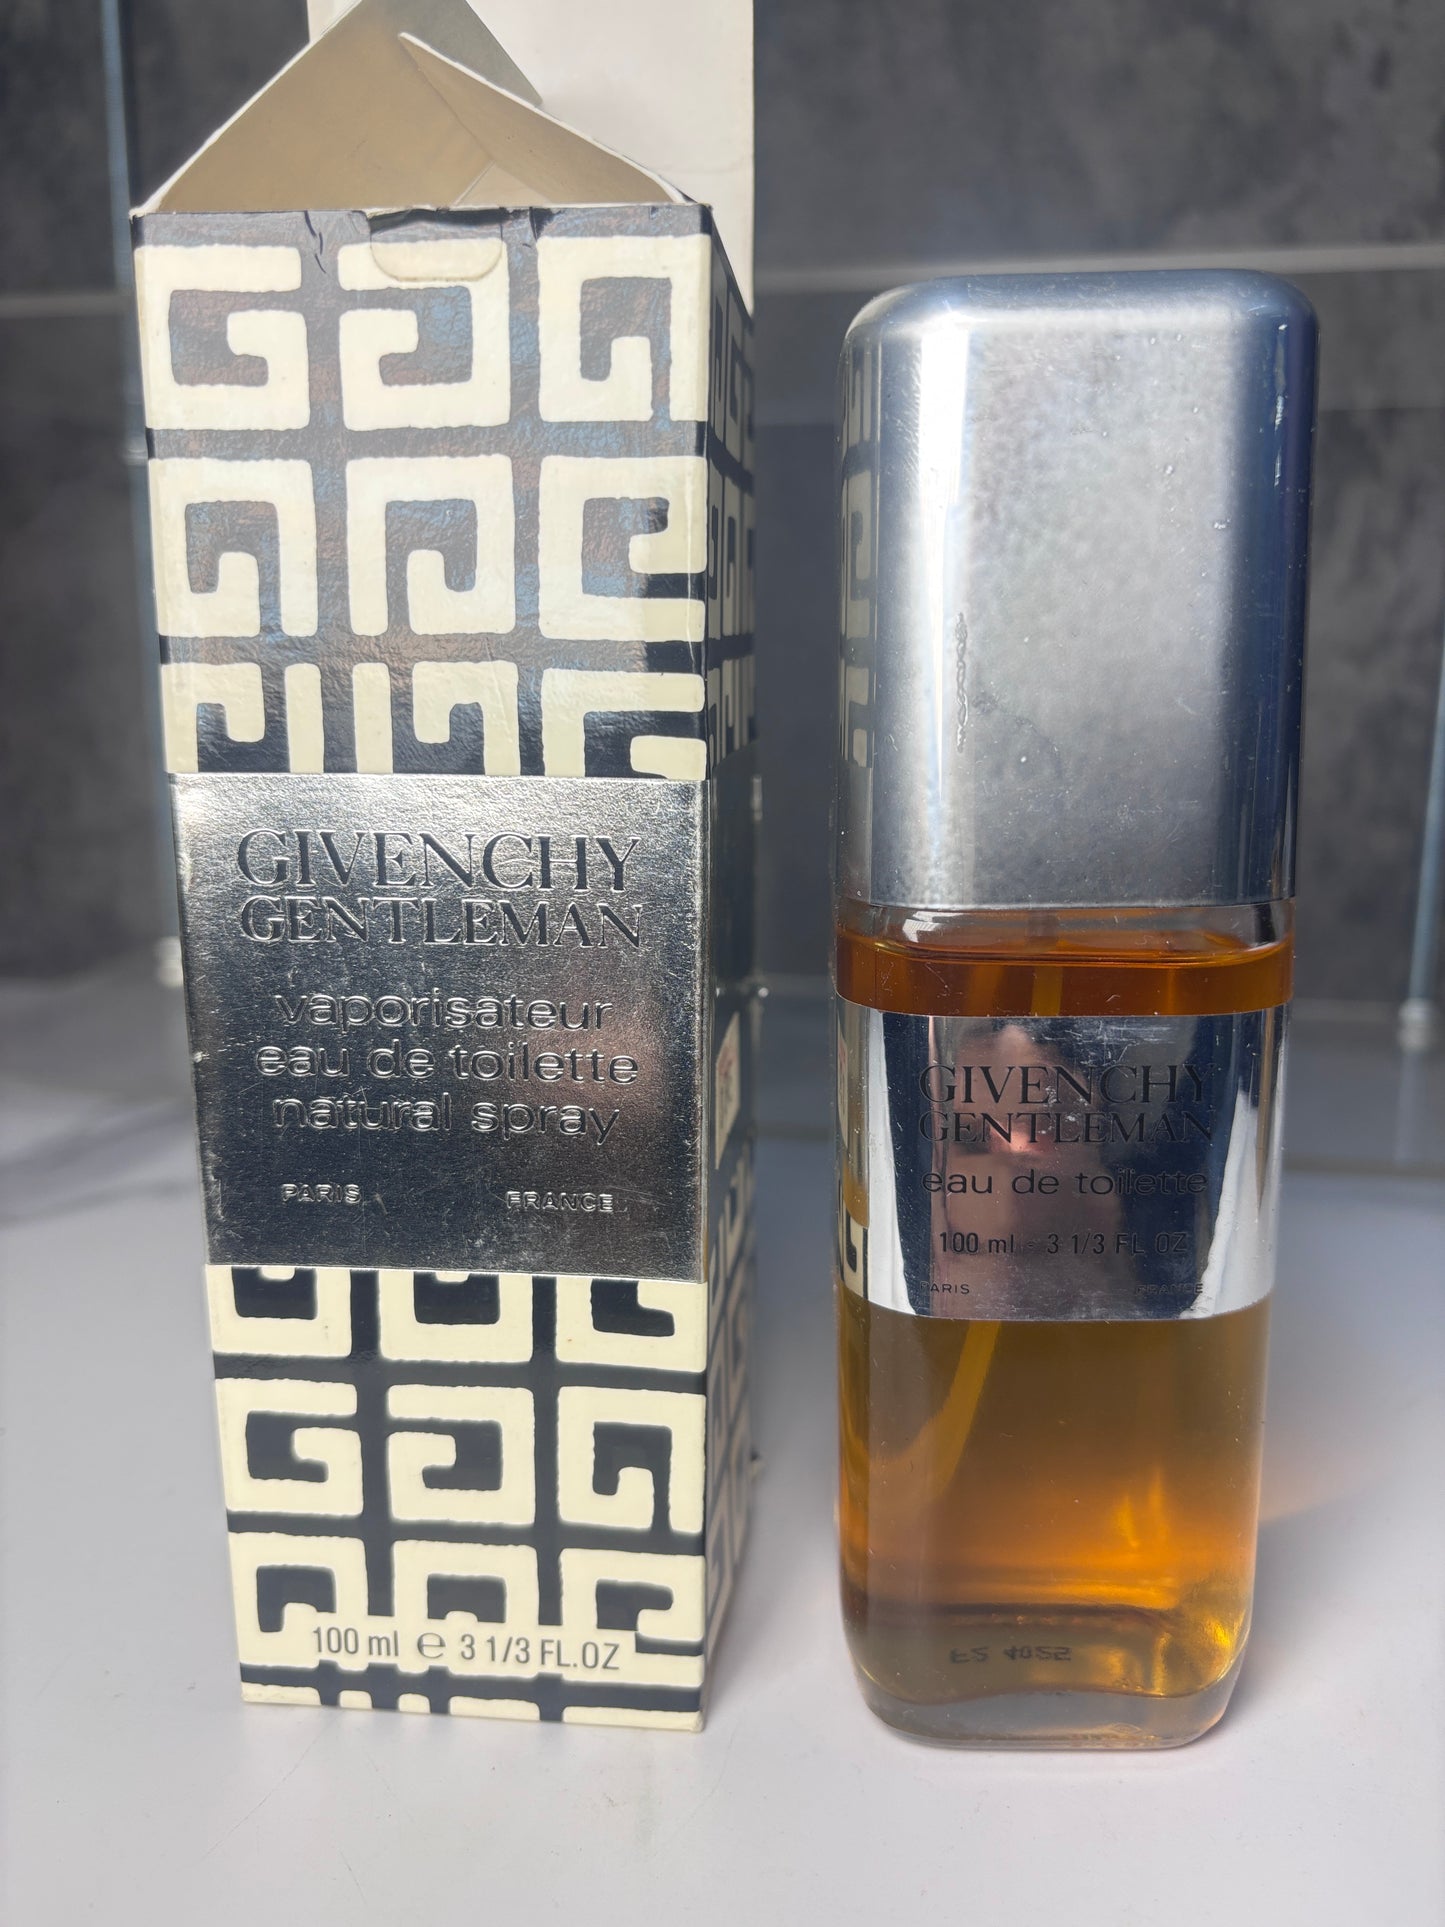 GIVENCHY
GENTLEMAN
vaporisateur
eau de toilette
natural spray
PARIS FRANCE
100 ml ℮ 3 1/3 FL.OZ
GIVENCHY
GENTLEMAN
eau de toilette
100 ml - 3 1/3 FL OZ
PARIS FRANCE